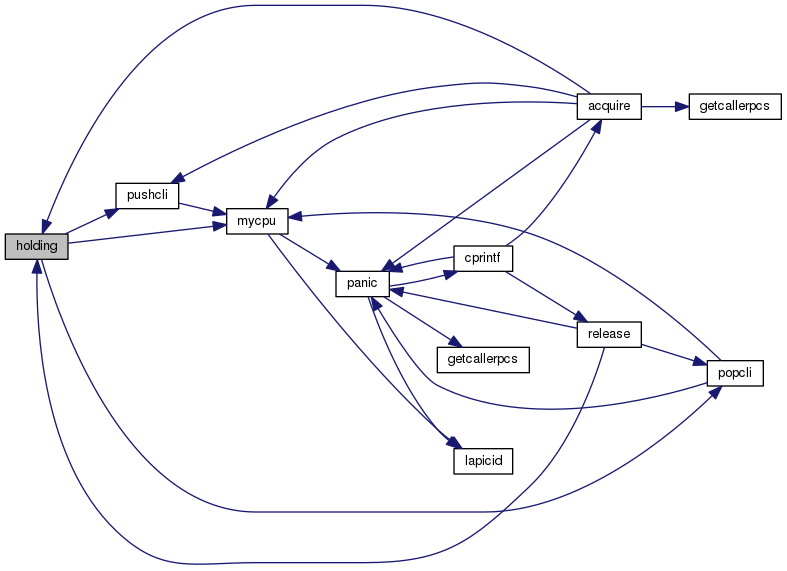 acquire
getcallerpcs
pushcli
mycpu
holding
cprintf
panic
release
getcallerpcs
popcli
lapicid